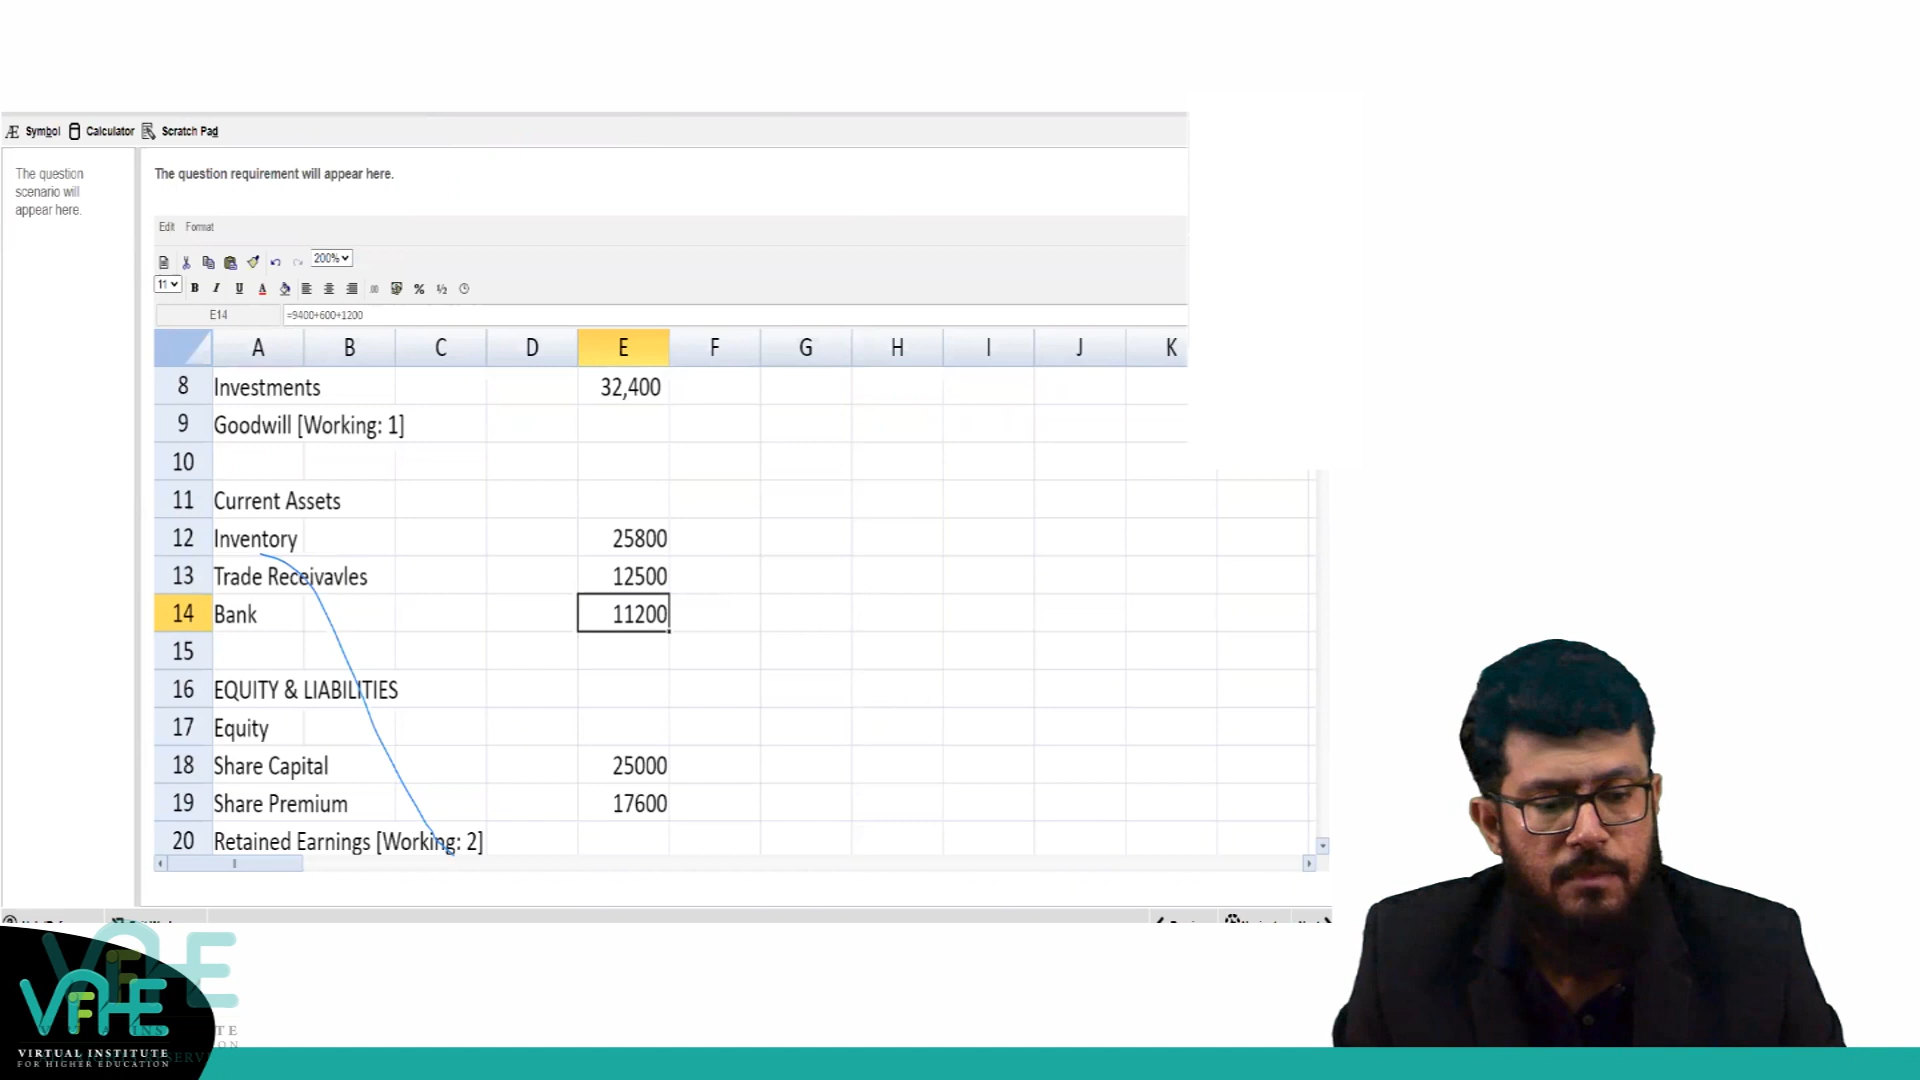 Æ Symbol Calculator Scratch Pad
The question
scenario will
appear here.
The question requirement will appear here.
Edit Format
200%
11 B I U A % ½
E14 =9400+600+1200
A B C D E F G H I J K
8 Investments 32,400
9 Goodwill [Working: 1]
10
11 Current Assets
12 Inventory 25800
13 Trade Receivavles 12500
14 Bank 11200
15
16 EQUITY & LIABILITIES
17 Equity
18 Share Capital 25000
19 Share Premium 17600
20 Retained Earnings [Working: 2]
VIFHE
VIRTUAL INSTITUTE
FOR HIGHER EDUCATION